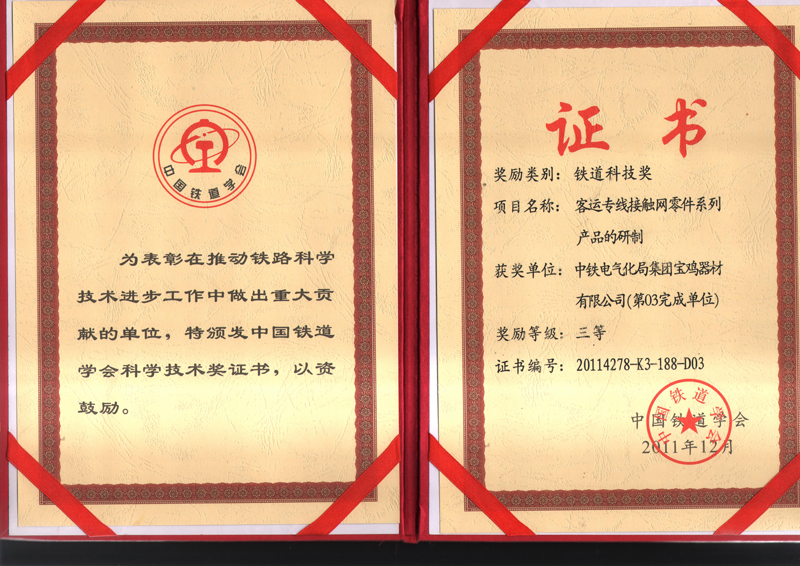 中国铁道学会
为表彰在推动铁路科学
技术进步工作中做出重大贡
献的单位，特颁发中国铁道
学会科学技术奖证书，以资
鼓励。
证 书
奖励类别：铁道科技奖
项目名称：客运专线接触网零件系列
产品的研制
获奖单位：中铁电气化局集团宝鸡器材
有限公司(第03完成单位)
奖励等级：三等
证书编号：20114278-K3-188-D03
中国铁道学会
中国铁道学会
2011年12月